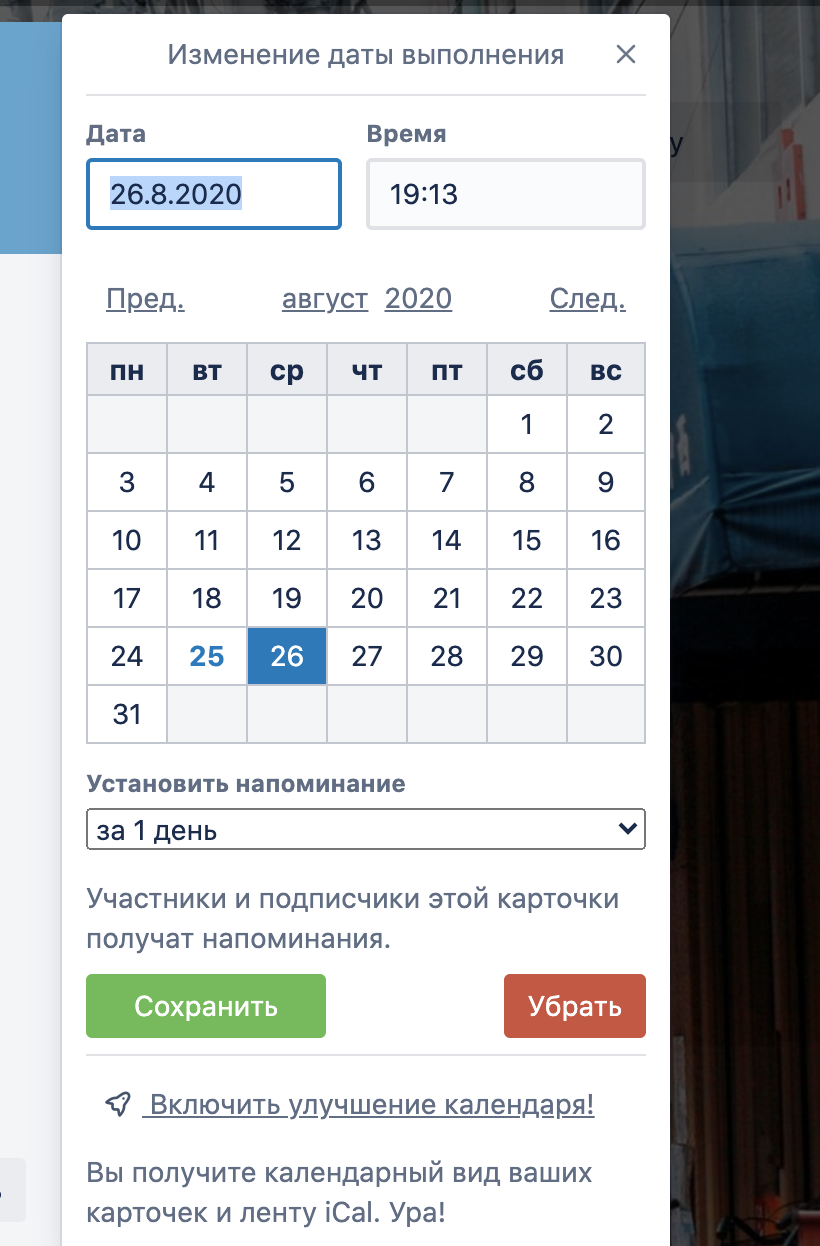 Изменение даты выполнения
Дата Время
26.8.2020 19:13
Пред. август 2020 След.
пн вт ср чт пт сб вс
1 2
3 4 5 6 7 8 9
10 11 12 13 14 15 16
17 18 19 20 21 22 23
24 25 26 27 28 29 30
31
Установить напоминание
за 1 день
Участники и подписчики этой карточки
получат напоминания.
Сохранить Убрать
Включить улучшение календаря!
Вы получите календарный вид ваших
карточек и ленту iCal. Ура!